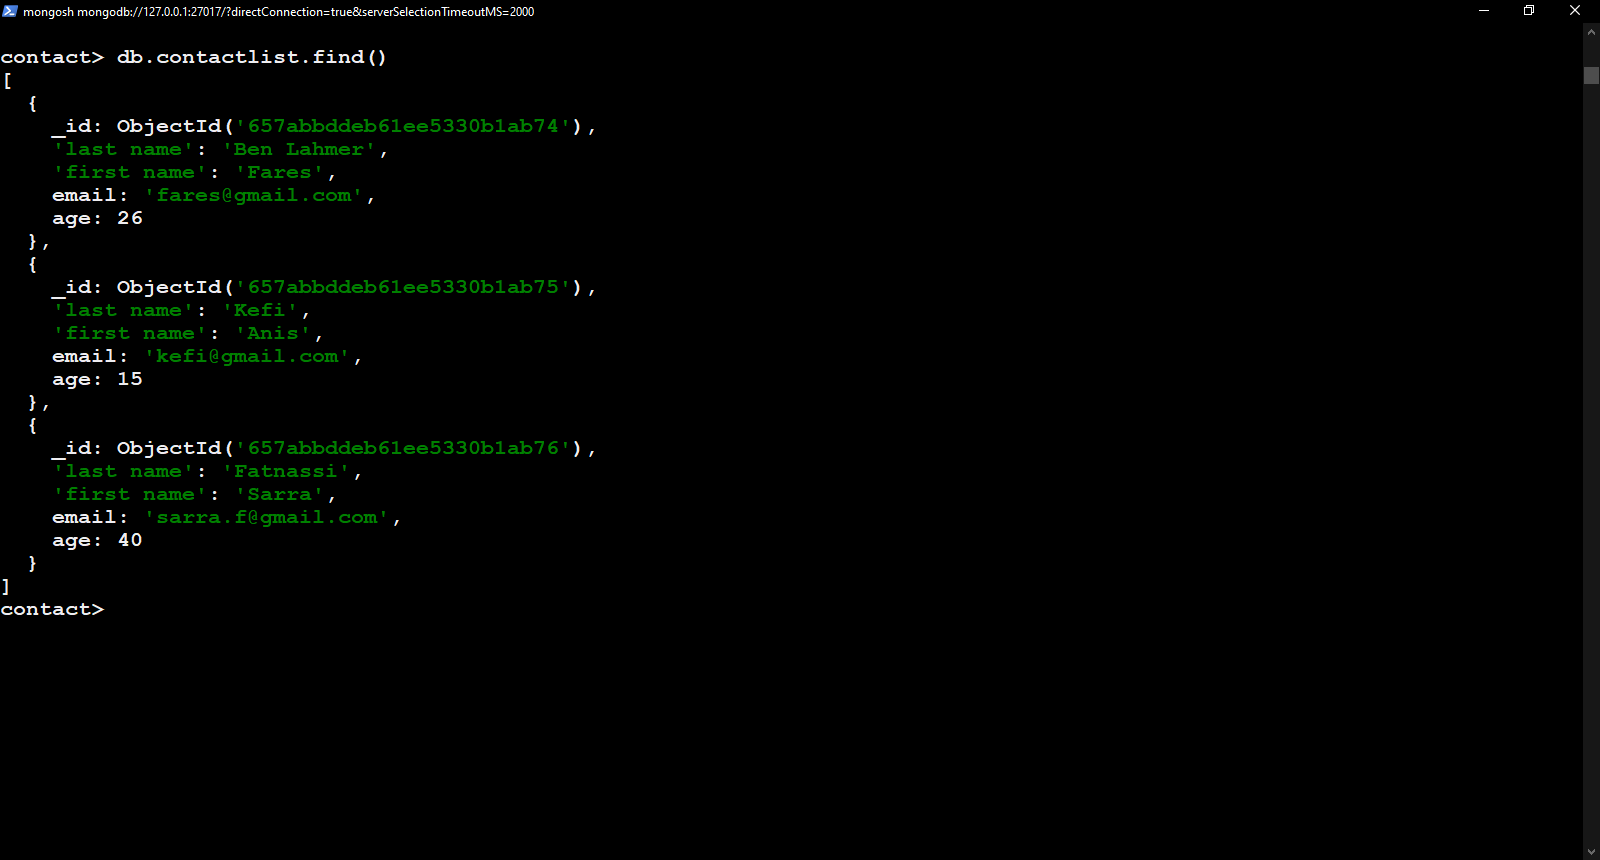 mongosh mongodb://127.0.0.1:27017/?directConnection=true&serverSelectionTimeoutMS=2000
contact> db.contactlist.find()
[
  {
    _id: ObjectId('657abbddeb61ee5330b1ab74'),
    'last name': 'Ben Lahmer',
    'first name': 'Fares',
    email: 'fares@gmail.com',
    age: 26
  },
  {
    _id: ObjectId('657abbddeb61ee5330b1ab75'),
    'last name': 'Kefi',
    'first name': 'Anis',
    email: 'kefi@gmail.com',
    age: 15
  },
  {
    _id: ObjectId('657abbddeb61ee5330b1ab76'),
    'last name': 'Fatnassi',
    'first name': 'Sarra',
    email: 'sarra.f@gmail.com',
    age: 40
  }
]
contact>